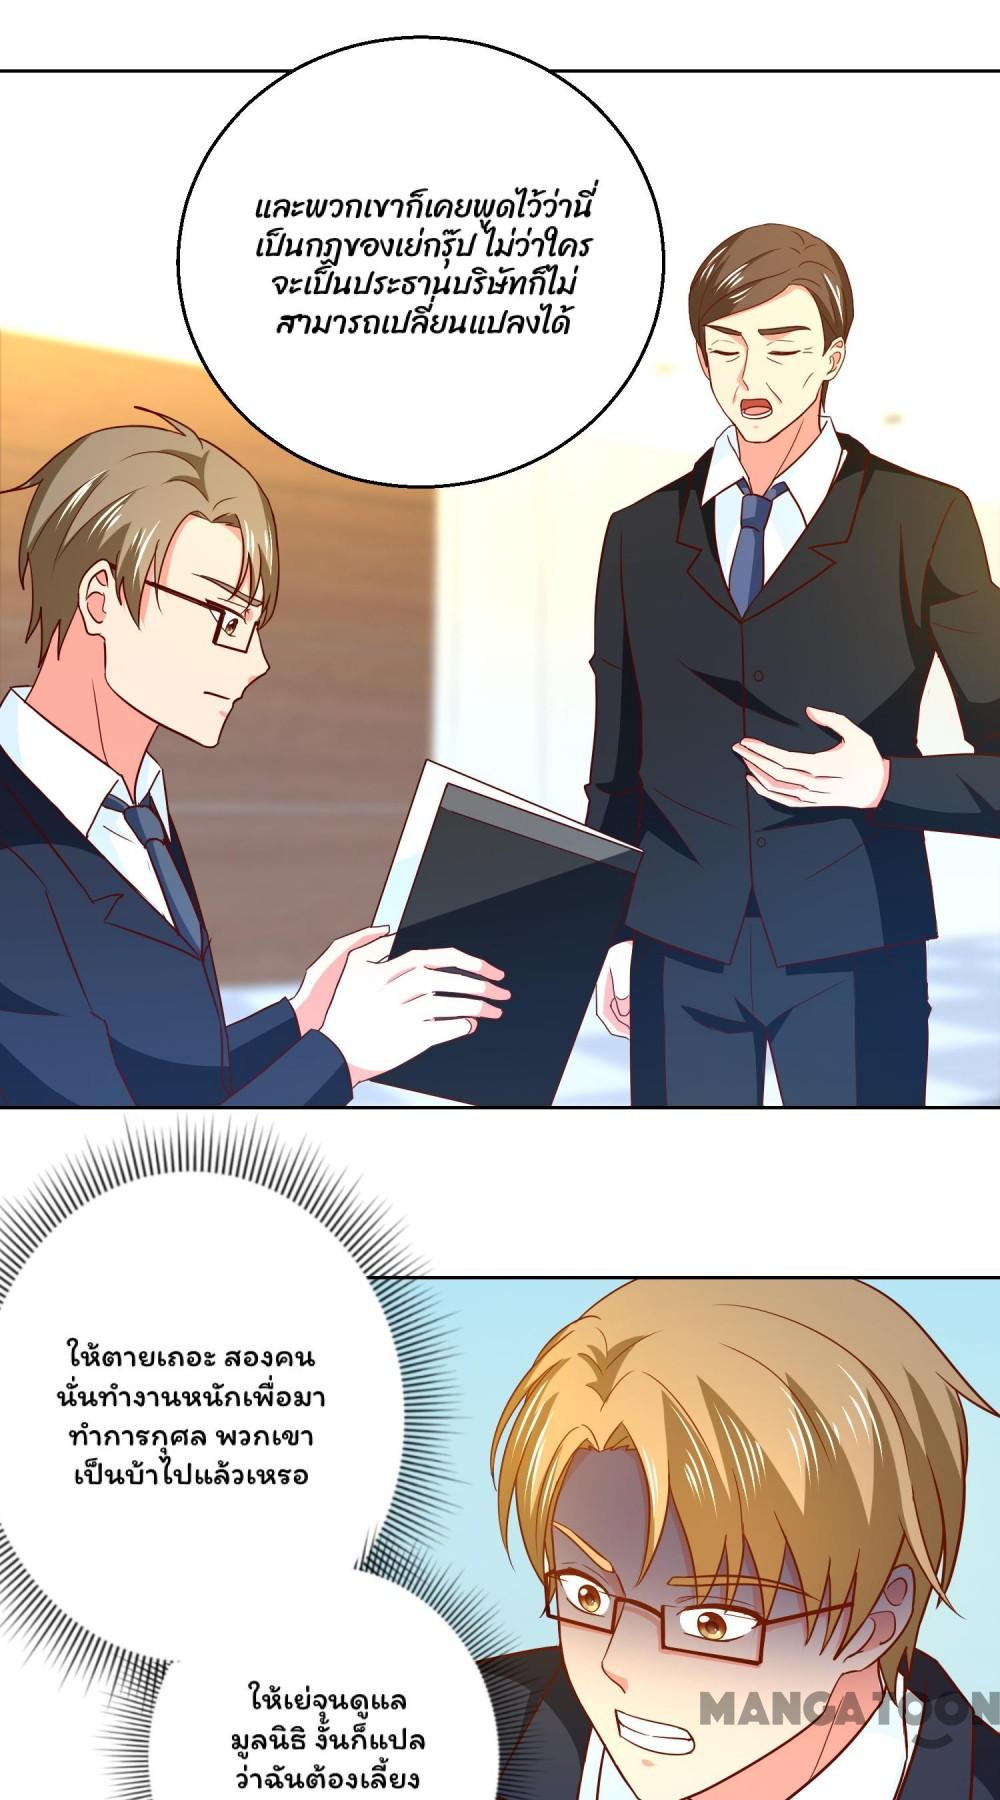 และพวกเขาก็เคยพูดไว้ว่านี่
เป็นกฎของเย่กรุ๊ป ไม่ว่าใคร
จะเป็นประธานบริษัทก็ไม่
สามารถเปลี่ยนแปลงได้
ให้ตายเถอะ สองคน
นั่นทำงานหนักเพื่อมา
ทำการกุศล พวกเขา
เป็นบ้าไปแล้วเหรอ
ให้เย่จุนดูแล
มูลนิธิ งั้นก็แปล
ว่าฉันต้องเลี้ยง
MANGATOON